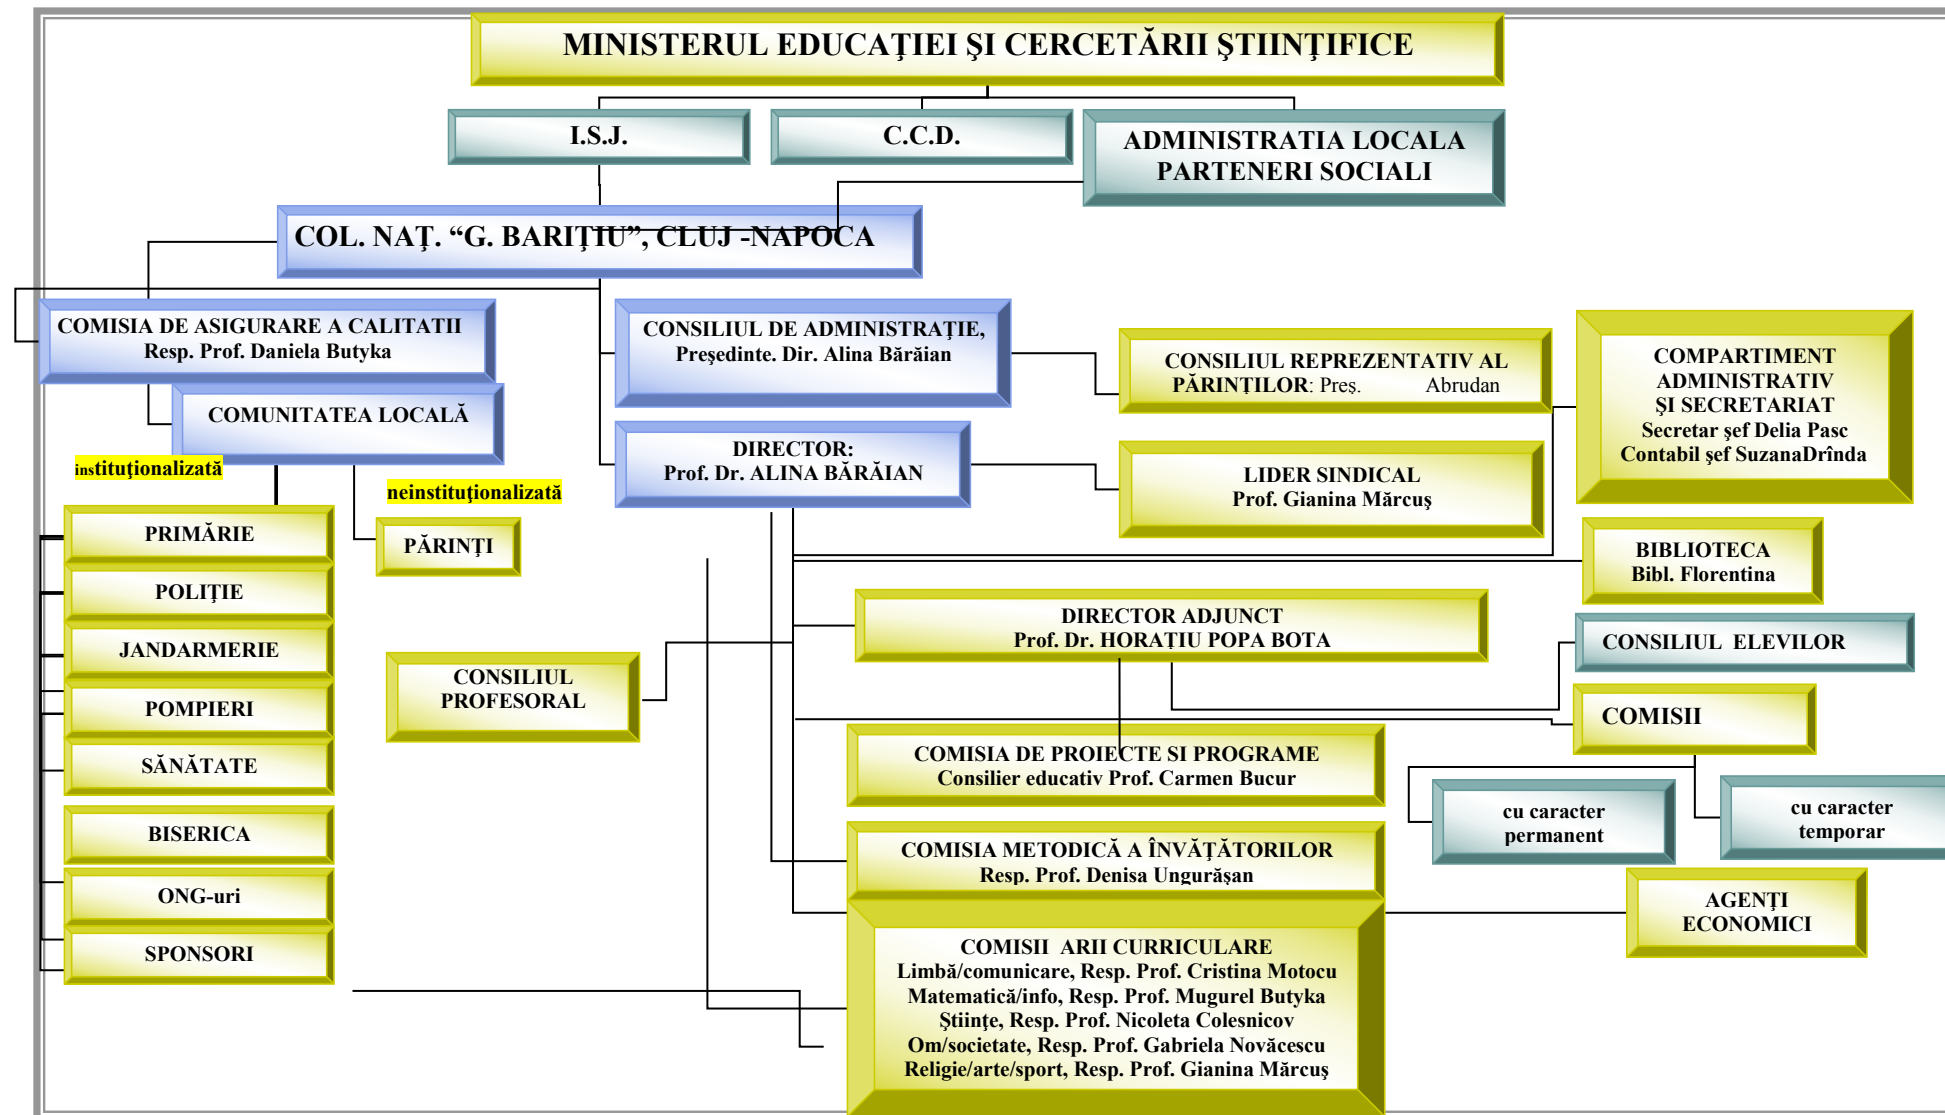 MINISTERUL EDUCAŢIEI ŞI CERCETĂRII ŞTIINŢIFICE
I.S.J.
C.C.D.
ADMINISTRATIA LOCALA
PARTENERI SOCIALI
COL. NAŢ. “G. BARIŢIU”, CLUJ -NAPOCA
COMISIA DE ASIGURARE A CALITATII
Resp. Prof. Daniela Butyka
CONSILIUL DE ADMINISTRAŢIE,
Preşedinte. Dir. Alina Bărăian
CONSILIUL REPREZENTATIV AL
PĂRINŢILOR: Preş. Abrudan
COMPARTIMENT
ADMINISTRATIV
ŞI SECRETARIAT
Secretar şef Delia Pasc
Contabil şef SuzanaDrînda
COMUNITATEA LOCALĂ
instituţionalizată
neinstituţionalizată
DIRECTOR:
Prof. Dr. ALINA BĂRĂIAN
LIDER SINDICAL
Prof. Gianina Mărcuş
PRIMĂRIE
PĂRINŢI
BIBLIOTECA
Bibl. Florentina
POLIŢIE
JANDARMERIE
POMPIERI
SĂNĂTATE
BISERICA
ONG-uri
SPONSORI
DIRECTOR ADJUNCT
Prof. Dr. HORAŢIU POPA BOTA
CONSILIUL ELEVILOR
CONSILIUL
PROFESORAL
COMISII
COMISIA DE PROIECTE SI PROGRAME
Consilier educativ Prof. Carmen Bucur
cu caracter
permanent
cu caracter
temporar
COMISIA METODICĂ A ÎNVĂŢĂTORILOR
Resp. Prof. Denisa Ungurăşan
AGENŢI
ECONOMICI
COMISII ARII CURRICULARE
Limbă/comunicare, Resp. Prof. Cristina Motocu
Matematică/info, Resp. Prof. Mugurel Butyka
Ştiinţe, Resp. Prof. Nicoleta Colesnicov
Om/societate, Resp. Prof. Gabriela Novăcescu
Religie/arte/sport, Resp. Prof. Gianina Mărcuş